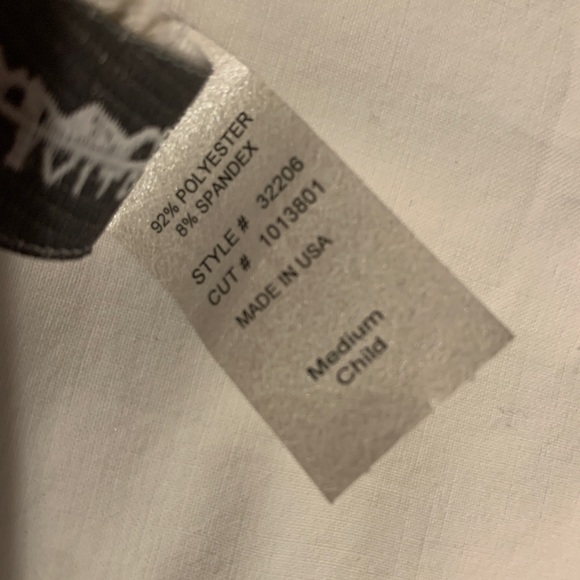 92% POLYESTER
8% SPANDEX
STYLE # 32206
CUT # 1013801
MADE IN USA
Medium
Child